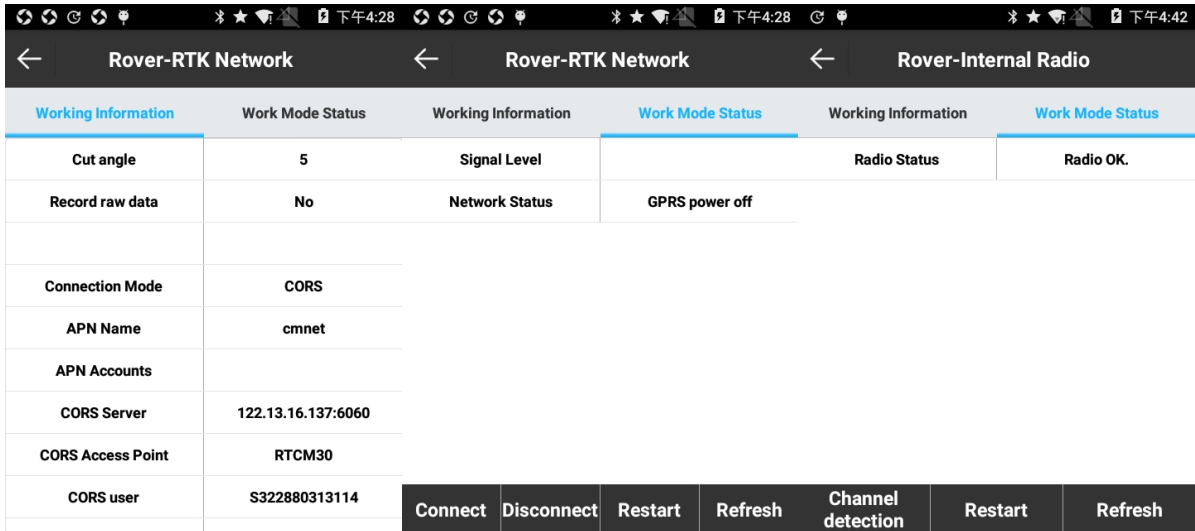 下午4:28
Rover-RTK Network
Working Information
Work Mode Status
Cut angle 5
Record raw data No
Connection Mode CORS
APN Name cmnet
APN Accounts
CORS Server 122.13.16.137:6060
CORS Access Point RTCM30
CORS user S322880313114
下午4:28
Rover-RTK Network
Working Information
Work Mode Status
Signal Level
Network Status GPRS power off
Connect Disconnect Restart Refresh
下午4:42
Rover-Internal Radio
Working Information
Work Mode Status
Radio Status Radio OK.
Channel
detection
Restart Refresh